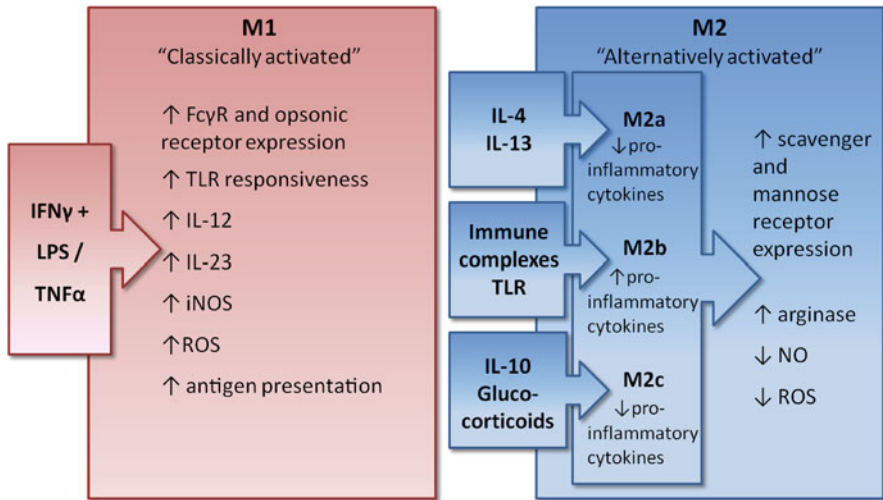 M1
“Classically activated”
IFNγ +
LPS /
TNFα
↑ FcγR and opsonic
receptor expression
↑ TLR responsiveness
↑ IL-12
↑ IL-23
↑ iNOS
↑ROS
↑ antigen presentation
M2
“Alternatively activated”
IL-4
IL-13
M2a
↓pro-
inflammatory
cytokines
Immune
complexes
TLR
M2b
↑pro-
inflammatory
cytokines
IL-10
Gluco-
corticoids
M2c
↓pro-
inflammatory
cytokines
↑ scavenger
and
mannose
receptor
expression
↑ arginase
↓ NO
↓ ROS